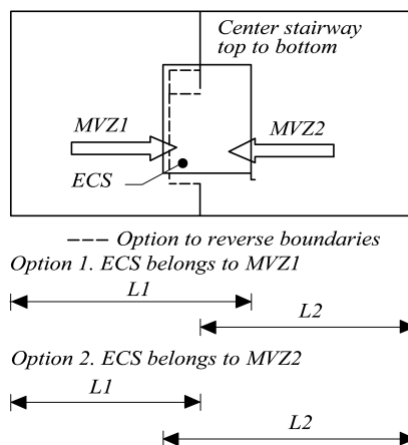 Center stairway
top to bottom
MVZ1
MVZ2
ECS
Option to reverse boundaries
Option 1. ECS belongs to MVZ1
L1
L2
Option 2. ECS belongs to MVZ2
L1
L2